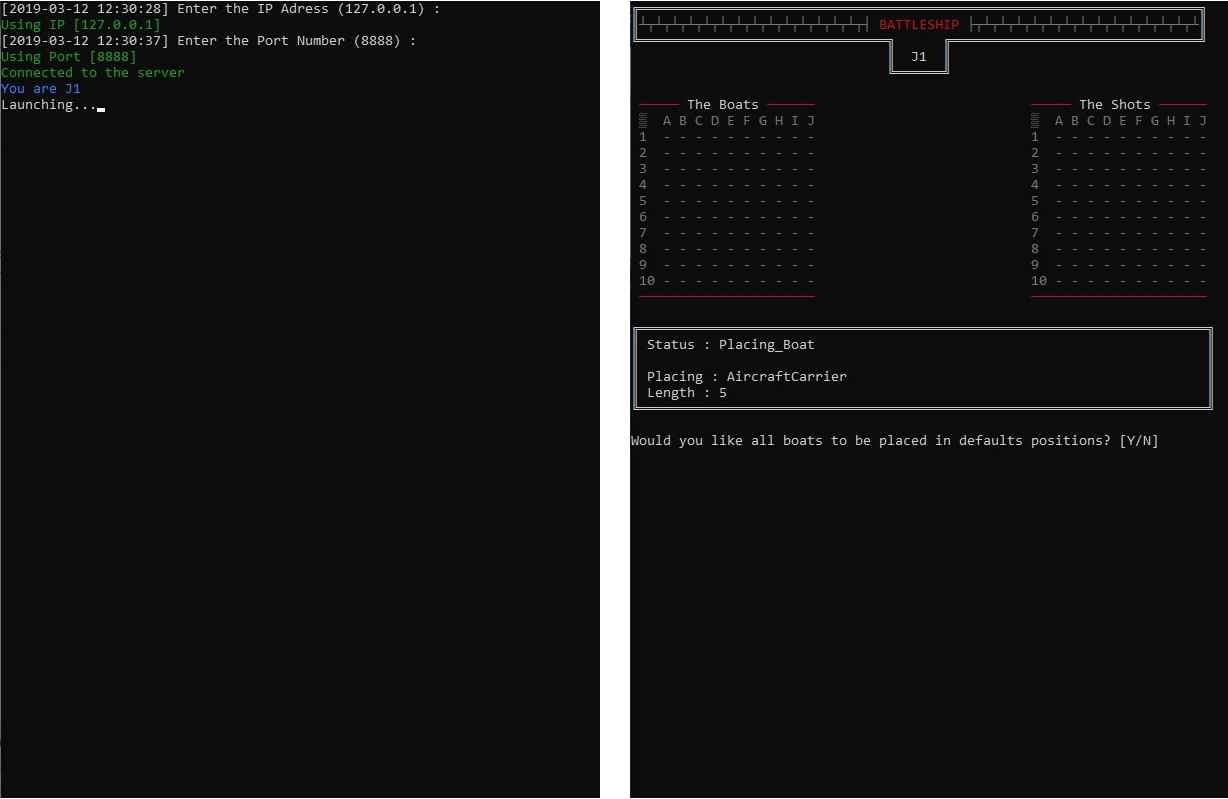 [2019-03-12 12:30:28] Enter the IP Adress (127.0.0.1) :
Using IP [127.0.0.1]
[2019-03-12 12:30:37] Enter the Port Number (8888) :
Using Port [8888]
Connected to the server
You are J1
Launching...
BATTLESHIP
J1
The Boats
A B C D E F G H I J
1 - - - - - - - - - -
2 - - - - - - - - - -
3 - - - - - - - - - -
4 - - - - - - - - - -
5 - - - - - - - - - -
6 - - - - - - - - - -
7 - - - - - - - - - -
8 - - - - - - - - - -
9 - - - - - - - - - -
10 - - - - - - - - - -
The Shots
A B C D E F G H I J
1 - - - - - - - - - -
2 - - - - - - - - - -
3 - - - - - - - - - -
4 - - - - - - - - - -
5 - - - - - - - - - -
6 - - - - - - - - - -
7 - - - - - - - - - -
8 - - - - - - - - - -
9 - - - - - - - - - -
10 - - - - - - - - - -
Status : Placing_Boat
Placing : AircraftCarrier
Length : 5
Would you like all boats to be placed in defaults positions? [Y/N]